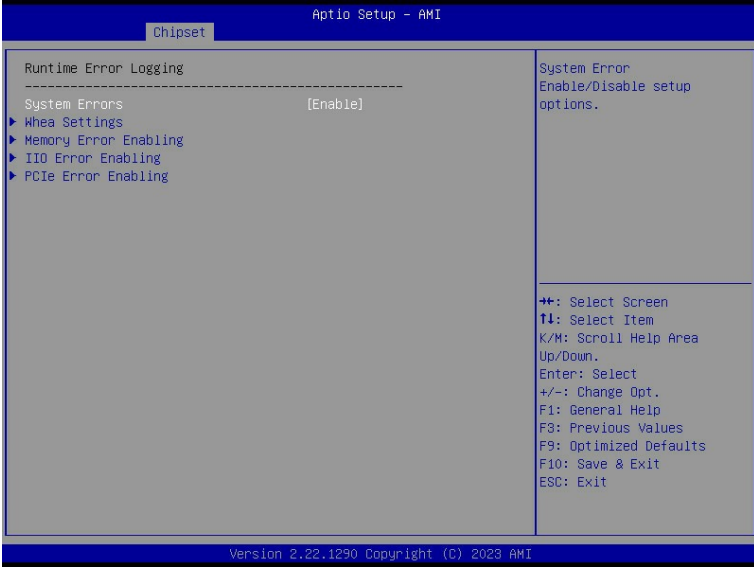 Aptio Setup – AMI
Chipset
Runtime Error Logging
--------------------------------------------------
System Errors [Enable]
Whea Settings
Memory Error Enabling
IIO Error Enabling
PCIe Error Enabling
System Error
Enable/Disable setup
options.
→←: Select Screen
↑↓: Select Item
K/M: Scroll Help Area
Up/Down.
Enter: Select
+/-: Change Opt.
F1: General Help
F3: Previous Values
F9: Optimized Defaults
F10: Save & Exit
ESC: Exit
Version 2.22.1290 Copyright (C) 2023 AMI